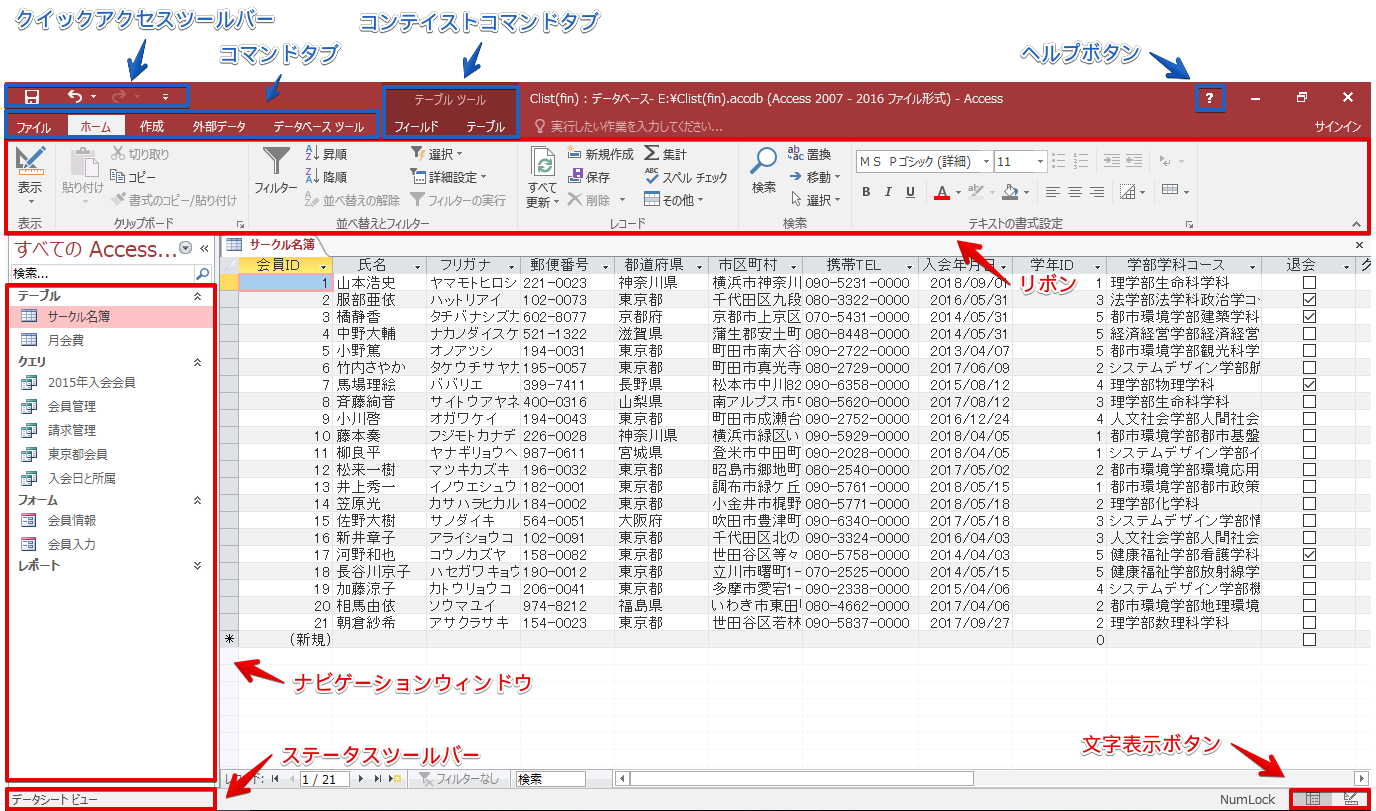 クイックアクセスツールバー
コンテイストコマンドタブ
コマンドタブ
ヘルプボタン
テーブル ツール
Clist(fin) : データベース- E:¥Clist(fin).accdb (Access 2007 - 2016 ファイル形式) - Access
?
ファイル ホーム 作成 外部データ データベース ツール フィールド テーブル 実行したい作業を入力してください... サインイン
表示
表示
貼り付け
切り取り
コピー
書式のコピー/貼り付け
クリップボード
フィルター
昇順
降順
並べ替えの解除
選択
詳細設定
フィルターの実行
並べ替えとフィルター
すべて
更新
新規作成
保存
削除
集計
スペル チェック
その他
レコード
検索
置換
移動
選択
検索
ＭＳ Ｐゴシック (詳細) 11
B I U A
テキストの書式設定
リボン
すべての Access...
検索...
テーブル
サークル名簿
月会費
クエリ
2015年入会会員
会員管理
請求管理
東京都会員
入会日と所属
フォーム
会員情報
会員入力
レポート
サークル名簿
会員ID 氏名 フリガナ 郵便番号 都道府県 市区町村 携帯TEL 入会年月日 学年ID 学部学科コース 退会
1 山本浩史 ヤマモトヒロシ 221-0023 神奈川県 横浜市神奈川 090-5231-0000 2018/09/0 1 理学部生命科学科
2 服部亜依 ハットリアイ 102-0073 東京都 千代田区九段 080-3322-0000 2016/05/31 3 法学部法学科政治学コ
3 橘静香 タチバナシズカ 602-8077 京都府 京都市上京区 070-5431-0000 2014/05/31 5 都市環境学部建築学科
4 中野大輔 ナカノダイスケ 521-1322 滋賀県 蒲生郡安土町 080-8448-0000 2014/05/31 5 経済経営学部経済経営
5 小野篤 オノアツシ 194-0031 東京都 町田市南大谷 090-2722-0000 2013/04/07 5 都市環境学部観光科学
6 竹内さやか タケウチサヤカ 195-0057 東京都 町田市真光寺 080-2729-0000 2017/06/09 2 システムデザイン学部航
7 馬場理絵 ババリエ 399-7411 長野県 松本市中川82 090-6358-0000 2015/08/12 4 理学部物理学科
8 斉藤絢音 サイトウアヤネ 400-0316 山梨県 南アルプス市 080-5620-0000 2017/08/12 3 理学部生命科学科
9 小川啓 オガワケイ 194-0043 東京都 町田市成瀬台 090-2752-0000 2016/12/24 4 人文社会学部人間社会
10 藤本奏 フジモトカナデ 226-0028 神奈川県 横浜市緑区い 090-5929-0000 2018/04/05 1 都市環境学部都市基盤
11 柳良平 ヤナギリョウヘ 987-0611 宮城県 登米市中田町 090-2028-0000 2018/04/05 1 システムデザイン学部イ
12 松来一樹 マツキカズキ 196-0032 東京都 昭島市郷地町 080-2540-0000 2017/05/02 2 都市環境学部環境応用
13 井上秀一 イノウエシュウ 182-0001 東京都 調布市緑ケ丘 090-5761-0000 2018/05/15 1 都市環境学部都市政策
14 笠原光 カサハラヒカル 184-0002 東京都 小金井市梶野 080-5771-0000 2018/05/18 2 理学部化学科
15 佐野大樹 サノダイキ 564-0051 大阪府 吹田市豊津町 090-6340-0000 2017/05/18 3 システムデザイン学部情
16 新井章子 アライショウコ 102-0091 東京都 千代田区北の 090-3324-0000 2016/04/03 3 人文社会学部人間社会
17 河野和也 コウノカズヤ 158-0082 東京都 世田谷区等々 080-5758-0000 2014/04/03 5 健康福祉学部看護学科
18 長谷川京子 ハセガワキョウ 190-0012 東京都 立川市曙町1- 070-2525-0000 2014/05/15 5 健康福祉学部放射線学
19 加藤涼子 カトウリョウコ 206-0041 東京都 多摩市愛宕1- 090-2338-0000 2015/04/06 4 システムデザイン学部機
20 相馬由依 ソウマユイ 974-8212 福島県 いわき市東田 080-4662-0000 2017/04/06 2 都市環境学部地理環境
21 朝倉紗希 アサクラサキ 154-0023 東京都 世田谷区若林 090-5837-0000 2017/09/27 2 理学部数理科学科
* (新規) 0
ナビゲーションウィンドウ
ステータスツールバー
文字表示ボタン
1 / 21 フィルターなし 検索
データシート ビュー NumLock